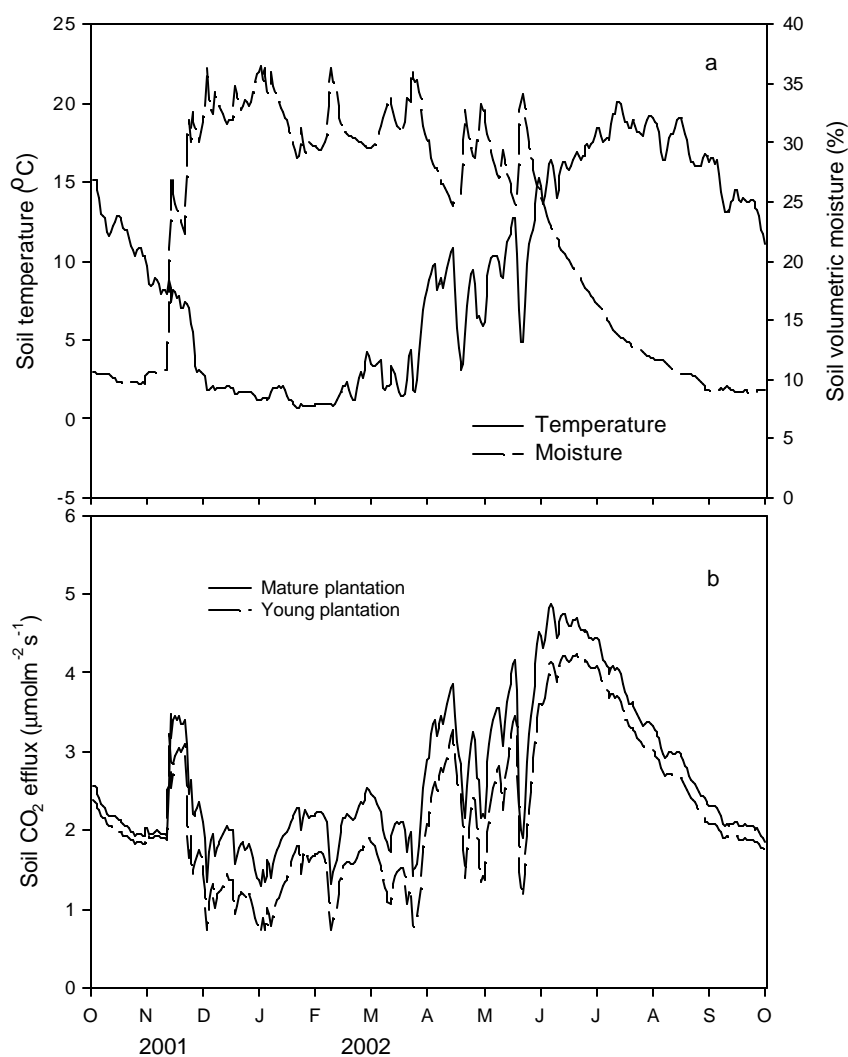 a
25
20
15
10
5
0
-5
Soil temperature (ºC)
40
35
30
25
20
15
10
5
0
Soil volumetric moisture (%)
Temperature
Moisture
b
6
5
4
3
2
1
0
Soil CO₂ efflux (µmolm⁻²s⁻¹)
Mature plantation
Young plantation
O N D J F M A M J J A S O
2001 2002